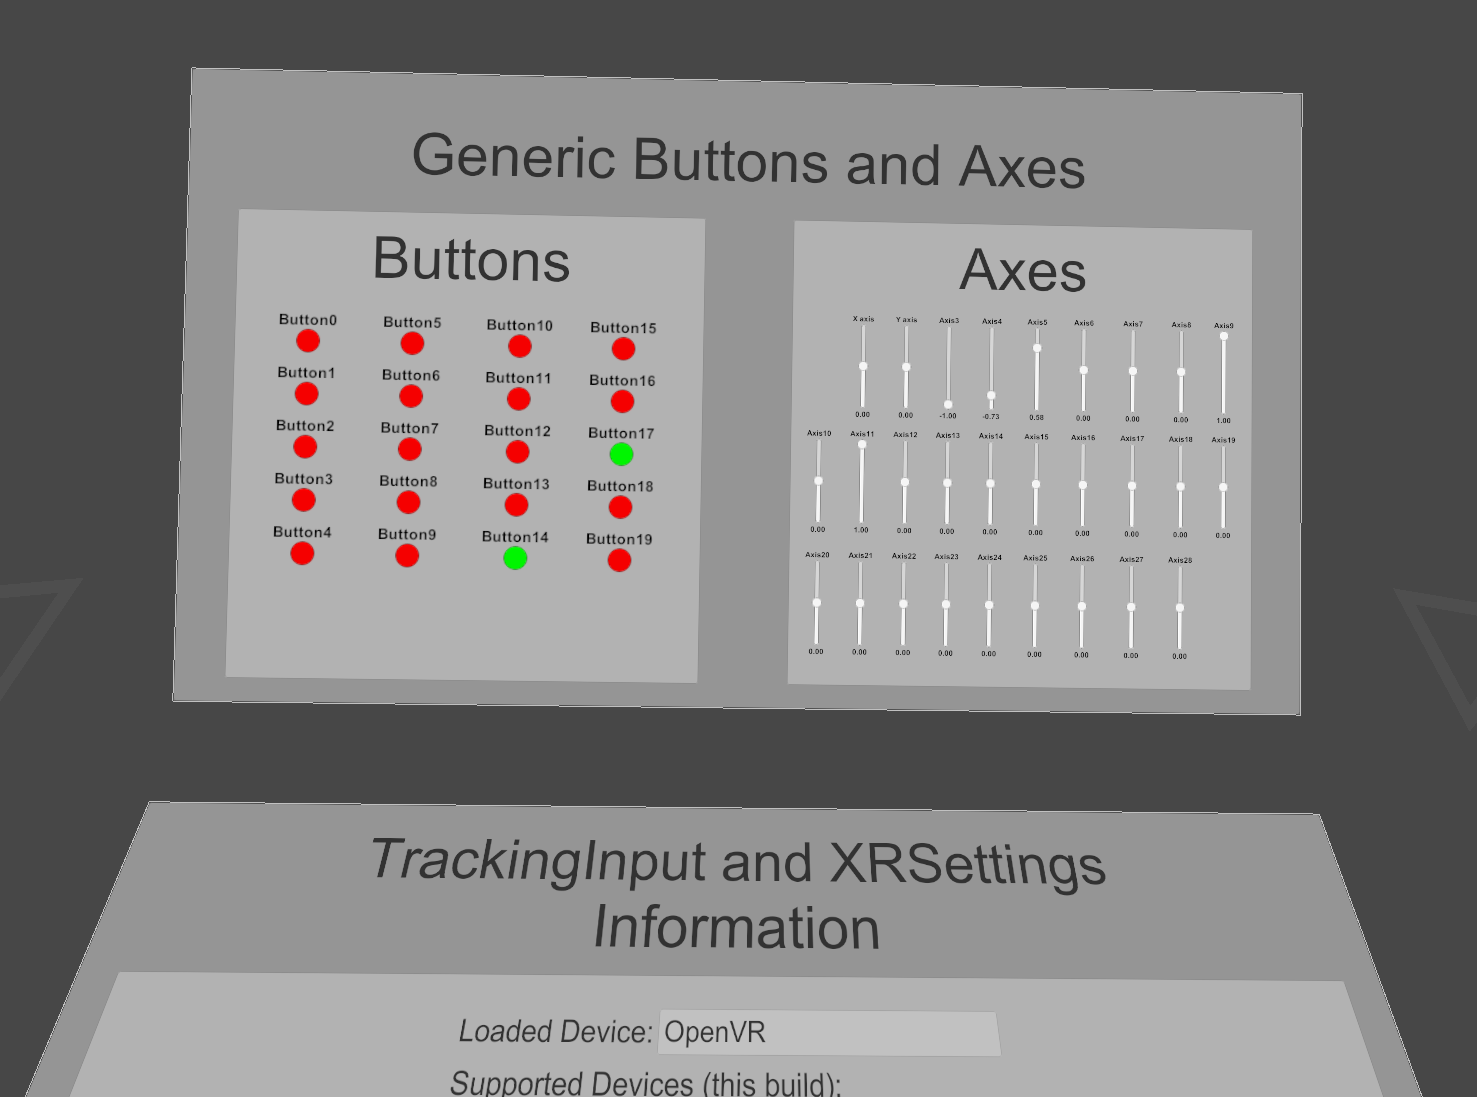 Generic Buttons and Axes
Buttons
Button0 Button5 Button10 Button15
Button1 Button6 Button11 Button16
Button2 Button7 Button12 Button17
Button3 Button8 Button13 Button18
Button4 Button9 Button14 Button19
Axes
X axis Y axis Axis3 Axis4 Axis5 Axis6 Axis7 Axis8 Axis9
0.00 0.00 -1.00 -0.73 0.58 0.00 0.00 0.00 1.00
Axis10 Axis11 Axis12 Axis13 Axis14 Axis15 Axis16 Axis17 Axis18 Axis19
0.00 1.00 0.00 0.00 0.00 0.00 0.00 0.00 0.00 0.00
Axis20 Axis21 Axis22 Axis23 Axis24 Axis25 Axis26 Axis27 Axis28
0.00 0.00 0.00 0.00 0.00 0.00 0.00 0.00 0.00
TrackingInput and XRSettings
Information
Loaded Device: OpenVR
Supported Devices (this build):